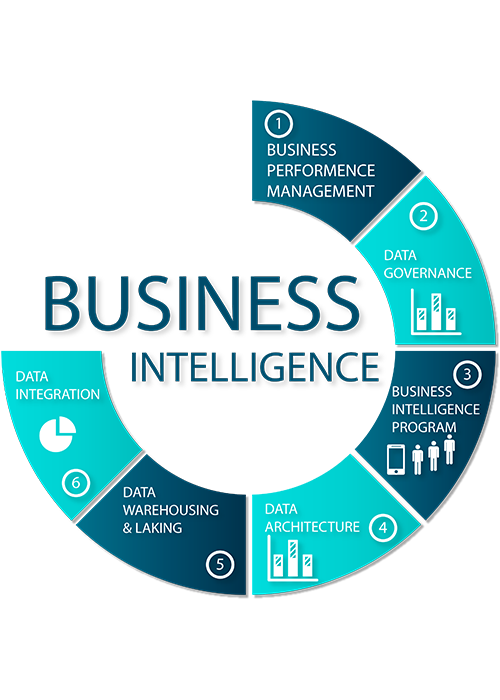 1
BUSINESS
PERFORMENCE
MANAGEMENT
2
DATA
GOVERNANCE
BUSINESS
INTELLIGENCE
3
BUSINESS
INTELLIGENCE
PROGRAM
DATA
ARCHITECTURE
4
DATA
WAREHOUSING
& LAKING
5
DATA
INTEGRATION
6